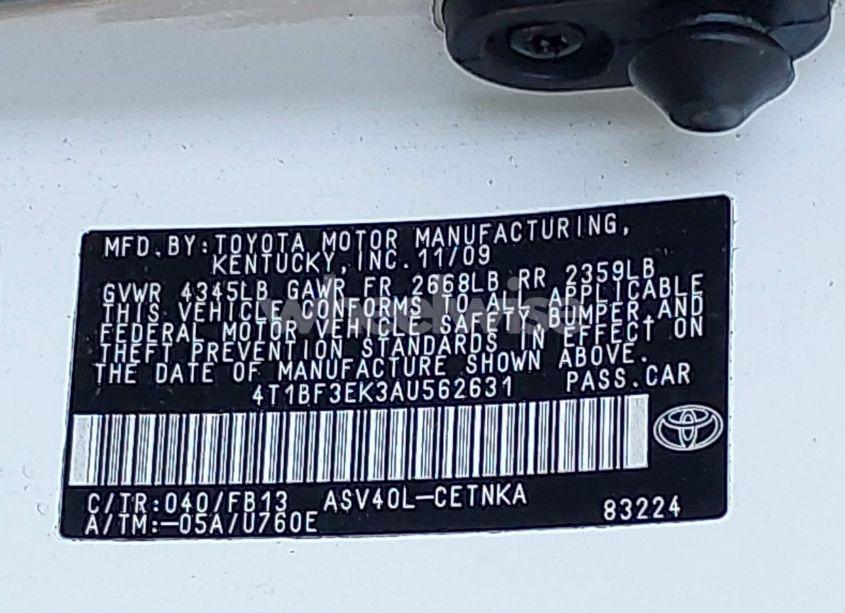 MFD.BY:TOYOTA MOTOR MANUFACTURING,
KENTUCKY,INC.11/09
GVWR 4345LB GAWR FR 2668LB RR 2359LB
THIS VEHICLE CONFORMS TO ALL APPLICABLE
FEDERAL MOTOR VEHICLE SAFETY,BUMPER,AND
THEFT PREVENTION STANDARDS IN EFFECT ON
THE DATE OF MANUFACTURE SHOWN ABOVE.
4T1BF3EK3AU562631 PASS.CAR
C/TR:040/FB13 ASV40L-CETNKA
A/TM:-05A/U760E 83224